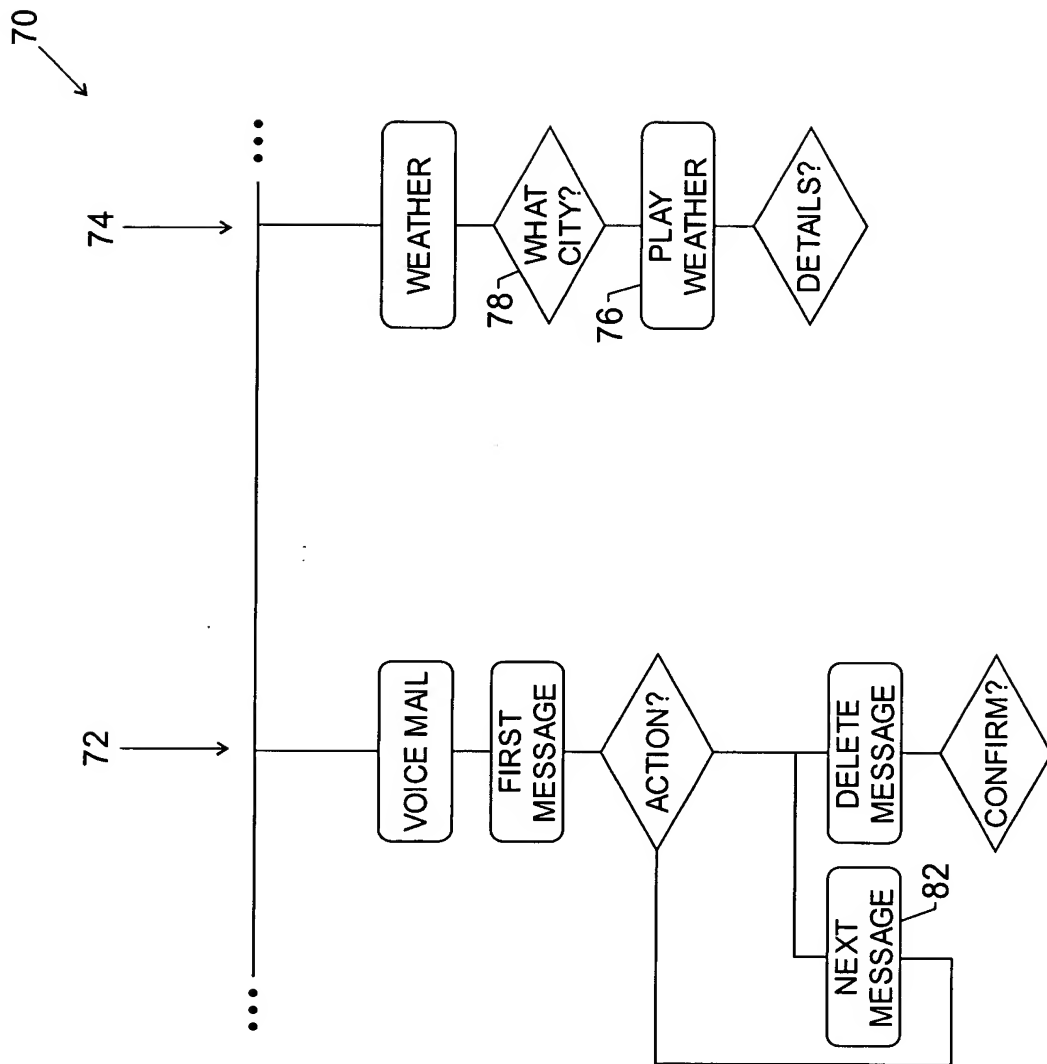 70
72
74
•••
•••
VOICE MAIL
FIRST
MESSAGE
ACTION?
NEXT
MESSAGE
82
DELETE
MESSAGE
CONFIRM?
WEATHER
78
WHAT
CITY?
76
PLAY
WEATHER
DETAILS?